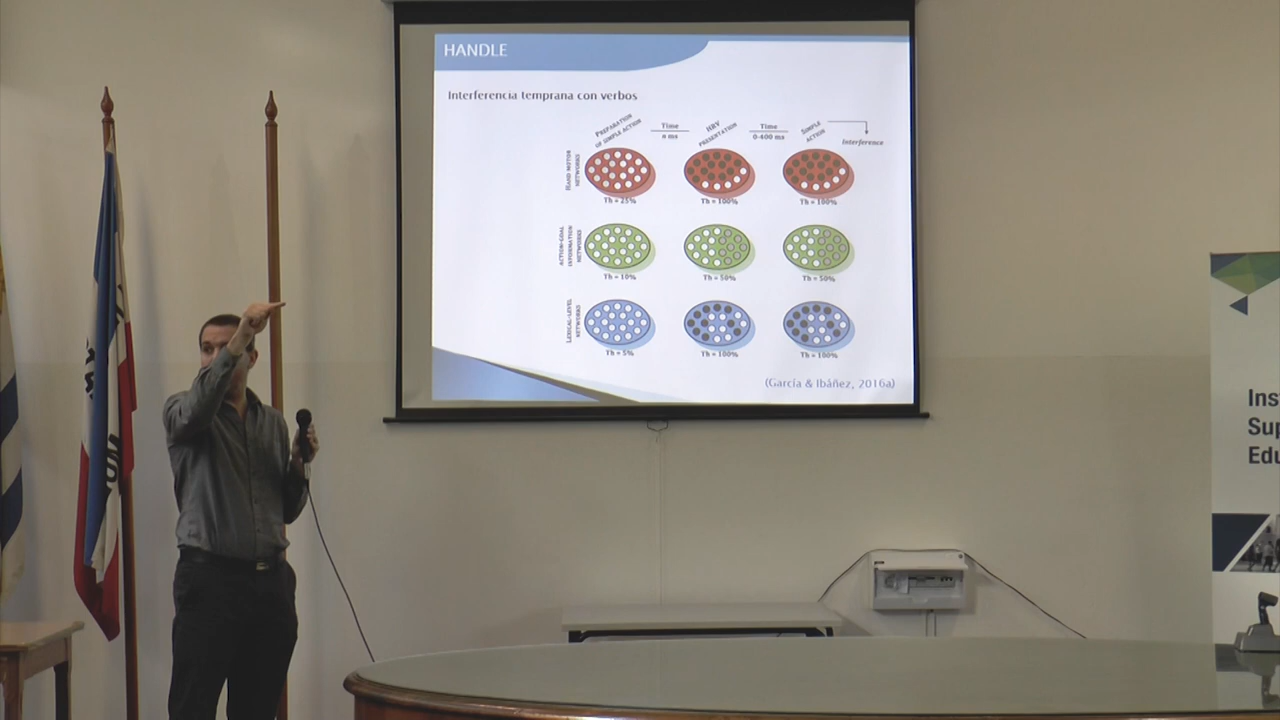 HANDLE
Interferencia temprana con verbos
PREPARATION
OF SIMPLE ACTION
Time
n ms
HRV
PRESENTATION
Time
0-400 ms
SIMPLE
ACTION
Interference
HAND MOTOR
NETWORKS
Th = 25%
Th = 100%
Th = 100%
ACTION-GOAL
INFORMATION
NETWORKS
Th = 10%
Th = 50%
Th = 50%
LEXICAL-LEVEL
NETWORKS
Th = 5%
Th = 100%
Th = 100%
(García & Ibáñez, 2016a)
Ins
Sup
Edu